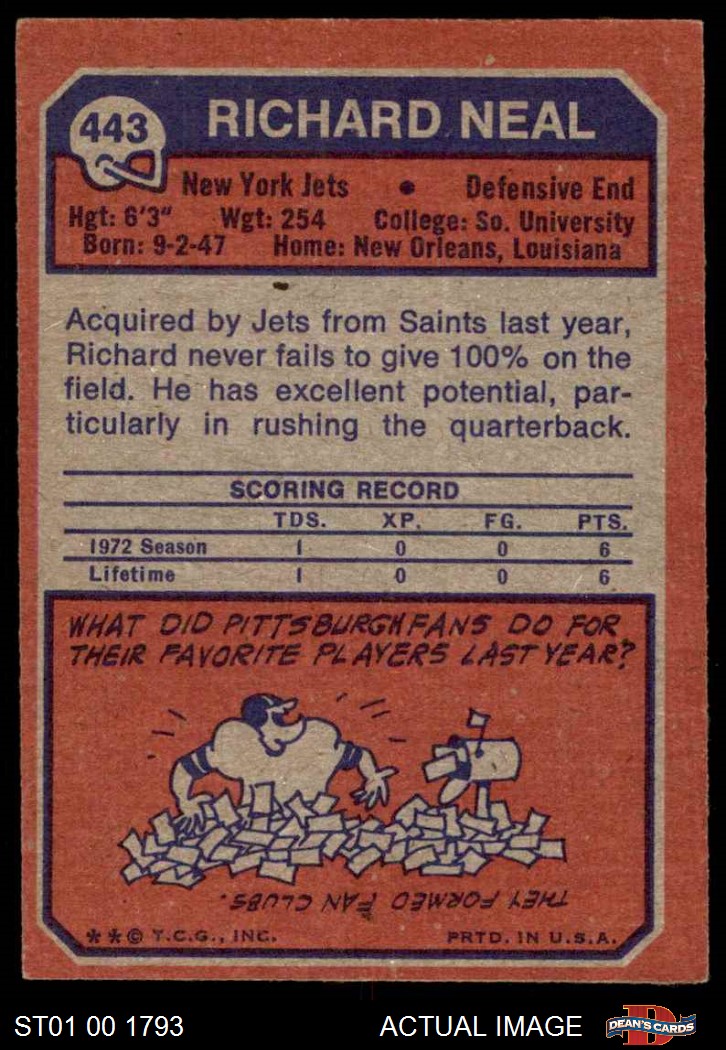 443
RICHARD NEAL
New York Jets • Defensive End
Hgt: 6'3" Wgt: 254 College: So. University
Born: 9-2-47 Home: New Orleans, Louisiana
Acquired by Jets from Saints last year,
Richard never fails to give 100% on the
field. He has excellent potential, par-
ticularly in rushing the quarterback.
SCORING RECORD
TDS. XP. FG. PTS.
1972 Season 1 0 0 6
Lifetime 1 0 0 6
WHAT DID PITTSBURGH FANS DO FOR
THEIR FAVORITE PLAYERS LAST YEAR?
THEY FORMED FAN CLUBS.
**© T.C.G., INC. PRTD. IN U.S.A.
ST01 00 1793 ACTUAL IMAGE D DEAN'S CARDS